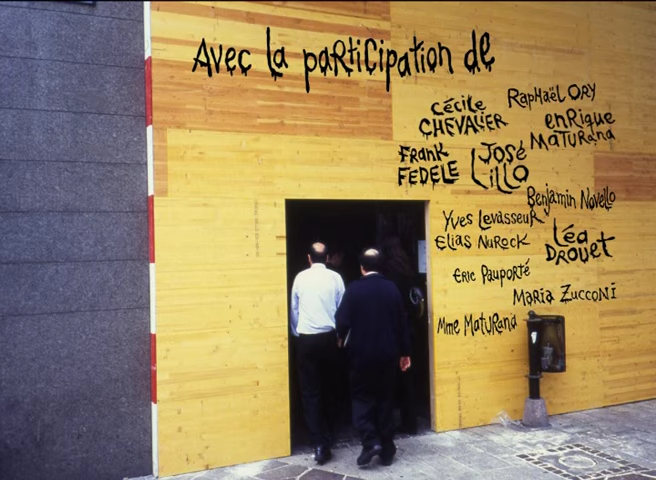 Avec la participation de
Raphaël ORY
Cécile
CHEVALIER
enRique
MaTURana
FRanK
FEDELE
José
Lillo
Benjamin Novello
Yves Levasseur
Elias NuRock
Léa
DROUET
ERic Pauporté
MaRia Zucconi
Mme MatuRana